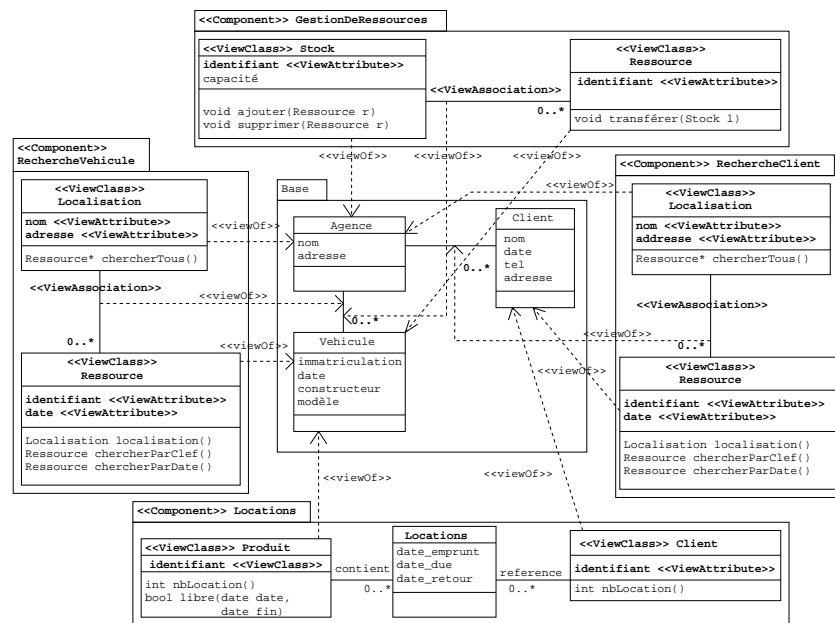 <<Component>> GestionDeRessources
<<ViewClass>> Stock
identifiant <<ViewAttribute>>
capacité
void ajouter(Ressource r)
void supprimer(Ressource r)
<<ViewAssociation>>
0..*
<<ViewClass>>
Ressource
identifiant <<ViewAttribute>>
void transférer(Stock l)
<<viewOf>>
<<viewOf>>
<<viewOf>>
<<Component>>
RechercheVehicule
<<ViewClass>>
Localisation
nom <<ViewAttribute>>
adresse <<ViewAttribute>>
Ressource* chercherTous()
<<ViewAssociation>>
0..*
<<ViewClass>>
Ressource
identifiant <<ViewAttribute>>
date <<ViewAttribute>>
Localisation localisation()
Ressource chercherParClef()
Ressource chercherParDate()
<<viewOf>>
<<viewOf>>
<<viewOf>>
Base
Agence
nom
adresse
0..*
Client
nom
date
tel
adresse
0..*
Vehicule
immatriculation
date
constructeur
modèle
<<Component>> RechercheClient
<<ViewClass>>
Localisation
nom <<ViewAttribute>>
addresse <<ViewAttribute>>
Ressource* chercherTous()
<<ViewAssociation>>
0..*
<<ViewClass>>
Ressource
identifiant <<ViewAttribute>>
date <<ViewAttribute>>
Localisation localisation()
Ressource chercherParClef()
Ressource chercherParDate()
<<viewOf>>
<<viewOf>>
<<viewOf>>
<<viewOf>>
<<viewOf>>
<<Component>> Locations
<<ViewClass>> Produit
identifiant <<ViewClass>>
int nbLocation()
bool libre(date date,
date fin)
contient
0..*
Locations
date_emprunt
date_due
date_retour
reference
0..*
<<ViewClass>> Client
identifiant <<ViewAttribute>>
int nbLocation()